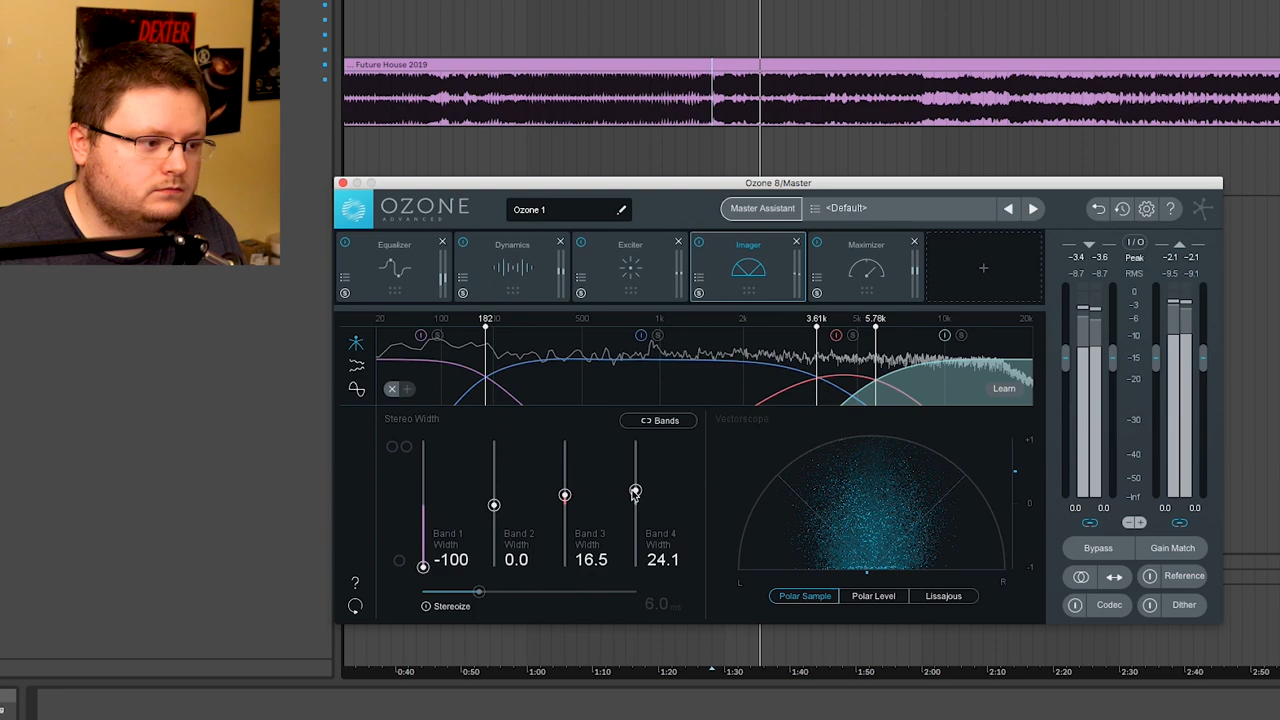 DEXTER
... Future House 2019
Ozone 8/Master
OZONE
ADVANCED
Ozone 1
Master Assistant
<Default>
?
Equalizer
Dynamics
Exciter
Imager
Maximizer
+
I / O
-3.4 -3.6 Peak -2.1 -2.1
-8.7 -8.7 RMS -9.5 -9.1
20 100 182 500 1k 2k 3.61k 5k 5.78k 10k 20k
S S S S
Learn
Stereo Width
Bands
Vectorscope
Band 1 Width -100
Band 2 Width 0.0
Band 3 Width 16.5
Band 4 Width 24.1
Stereoize
6.0 ms
?
L R
+1
0
-1
Polar Sample Polar Level Lissajous
0
-3
-6
-10
-15
-20
-30
-40
-50
-Inf
0.0 0.0 0.0 0.0
Bypass Gain Match
Reference
Codec Dither
0:40 0:50 1:00 1:10 1:20 1:30 1:40 1:50 2:00 2:10 2:20 2:30 2:40 2:50